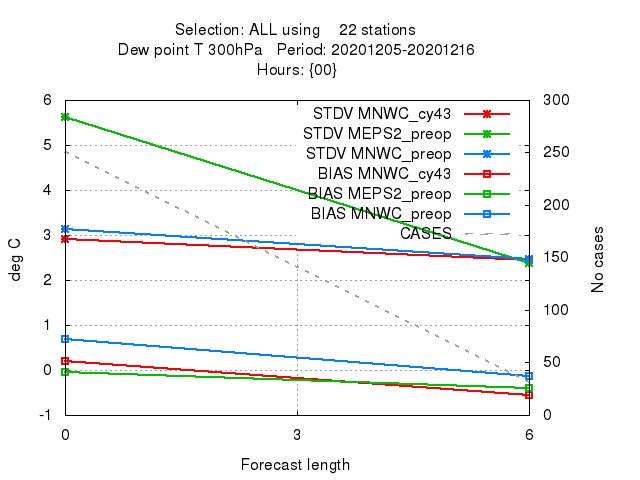 Selection: ALL using    22 stations
Dew point T 300hPa   Period: 20201205-20201216
Hours: {00}
6
5
4
3
2
1
0
-1
deg C
300
250
200
150
100
50
0
No cases
STDV MNWC_cy43
STDV MEPS2_preop
STDV MNWC_preop
BIAS MNWC_cy43
BIAS MEPS2_preop
BIAS MNWC_preop
CASES
0 3 6
Forecast length